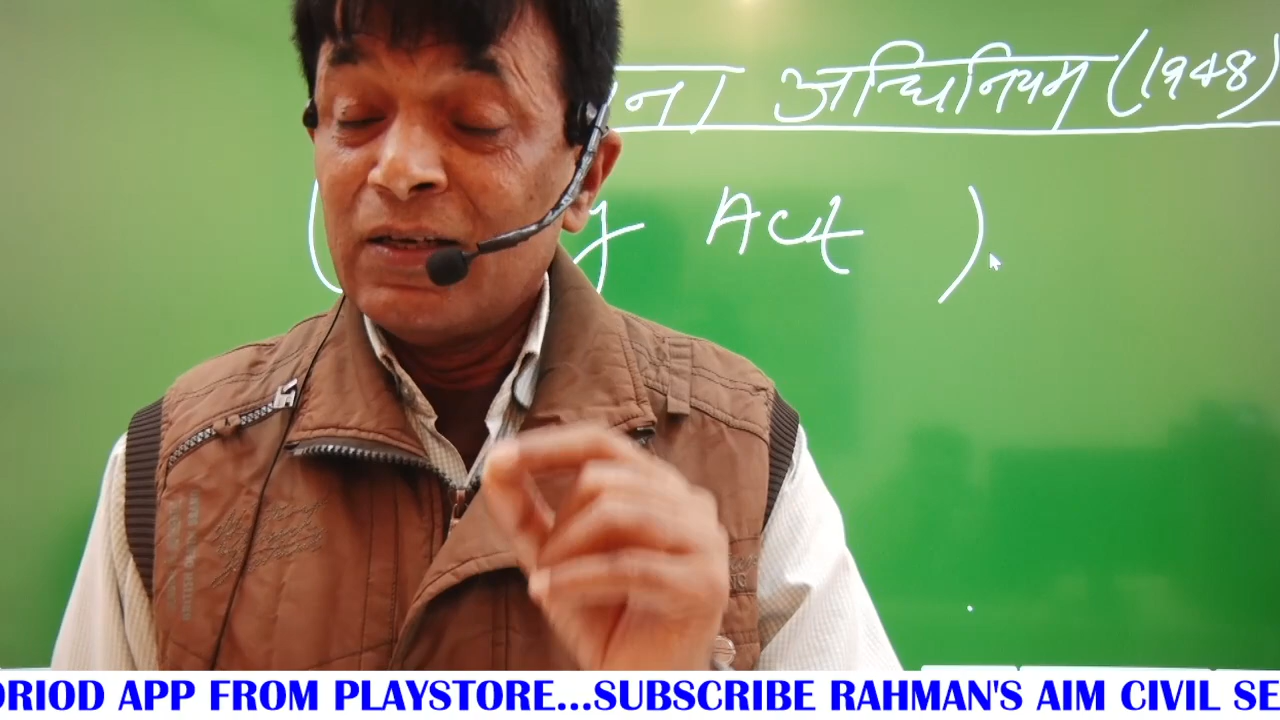 ना अधिनियम (1948)
( y Act ).
ORIOD APP FROM PLAYSTORE...SUBSCRIBE RAHMAN'S AIM CIVIL SE